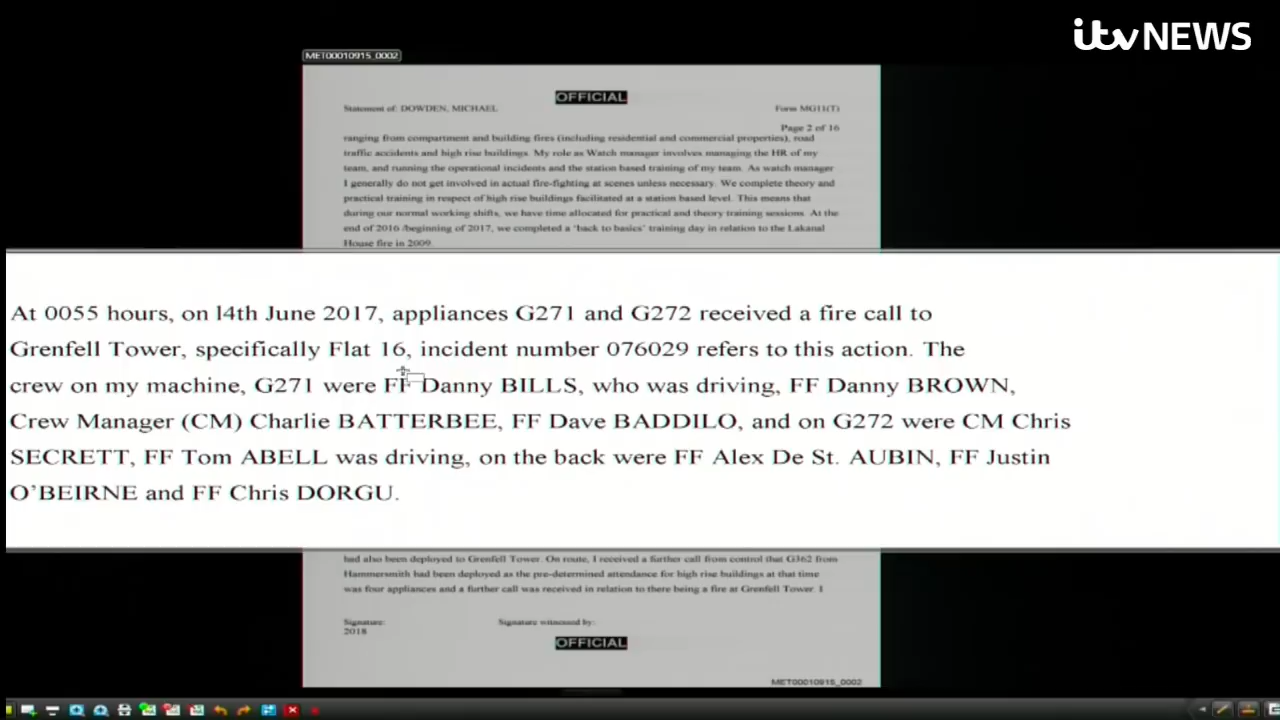 itv NEWS
MET00010915_0002
OFFICIAL
Statement of: DOWDEN, MICHAEL
Form MG11(T)
Page 2 of 16
ranging from compartment and building fires (including residential and commercial properties), road
traffic accidents and high rise buildings. My role as Watch manager involves managing the HR of my
team, and running the operational incidents and the station based training of my team. As watch manager
I generally do not get involved in actual fire-fighting at scenes unless necessary. We complete theory and
practical training in respect of high rise buildings facilitated at a station based level. This means that
during our normal working shifts, we have time allocated for practical and theory training sessions. At the
end of 2016 /beginning of 2017, we completed a 'back to basics' training day in relation to the Lakanal
House fire in 2009.
At 0055 hours, on l4th June 2017, appliances G271 and G272 received a fire call to
Grenfell Tower, specifically Flat 16, incident number 076029 refers to this action. The
crew on my machine, G271 were FF Danny BILLS, who was driving, FF Danny BROWN,
Crew Manager (CM) Charlie BATTERBEE, FF Dave BADDILO, and on G272 were CM Chris
SECRETT, FF Tom ABELL was driving, on the back were FF Alex De St. AUBIN, FF Justin
O'BEIRNE and FF Chris DORGU.
had also been deployed to Grenfell Tower. On route, I received a further call from control that G362 from
Hammersmith had been deployed as the pre-determined attendance for high rise buildings at that time
was four appliances and a further call was received in relation to there being a fire at Grenfell Tower. I
Signature:
Signature witnessed by:
2018
OFFICIAL
MET00010915_0002